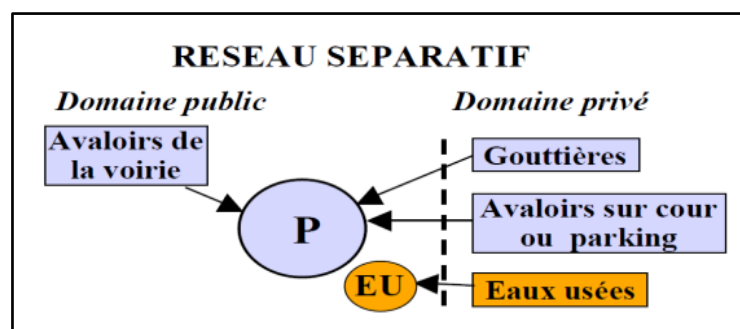 RESEAU SEPARATIF
Domaine public
Domaine privé
Avaloirs de
la voirie
Gouttières
P
Avaloirs sur cour
ou parking
EU
Eaux usées